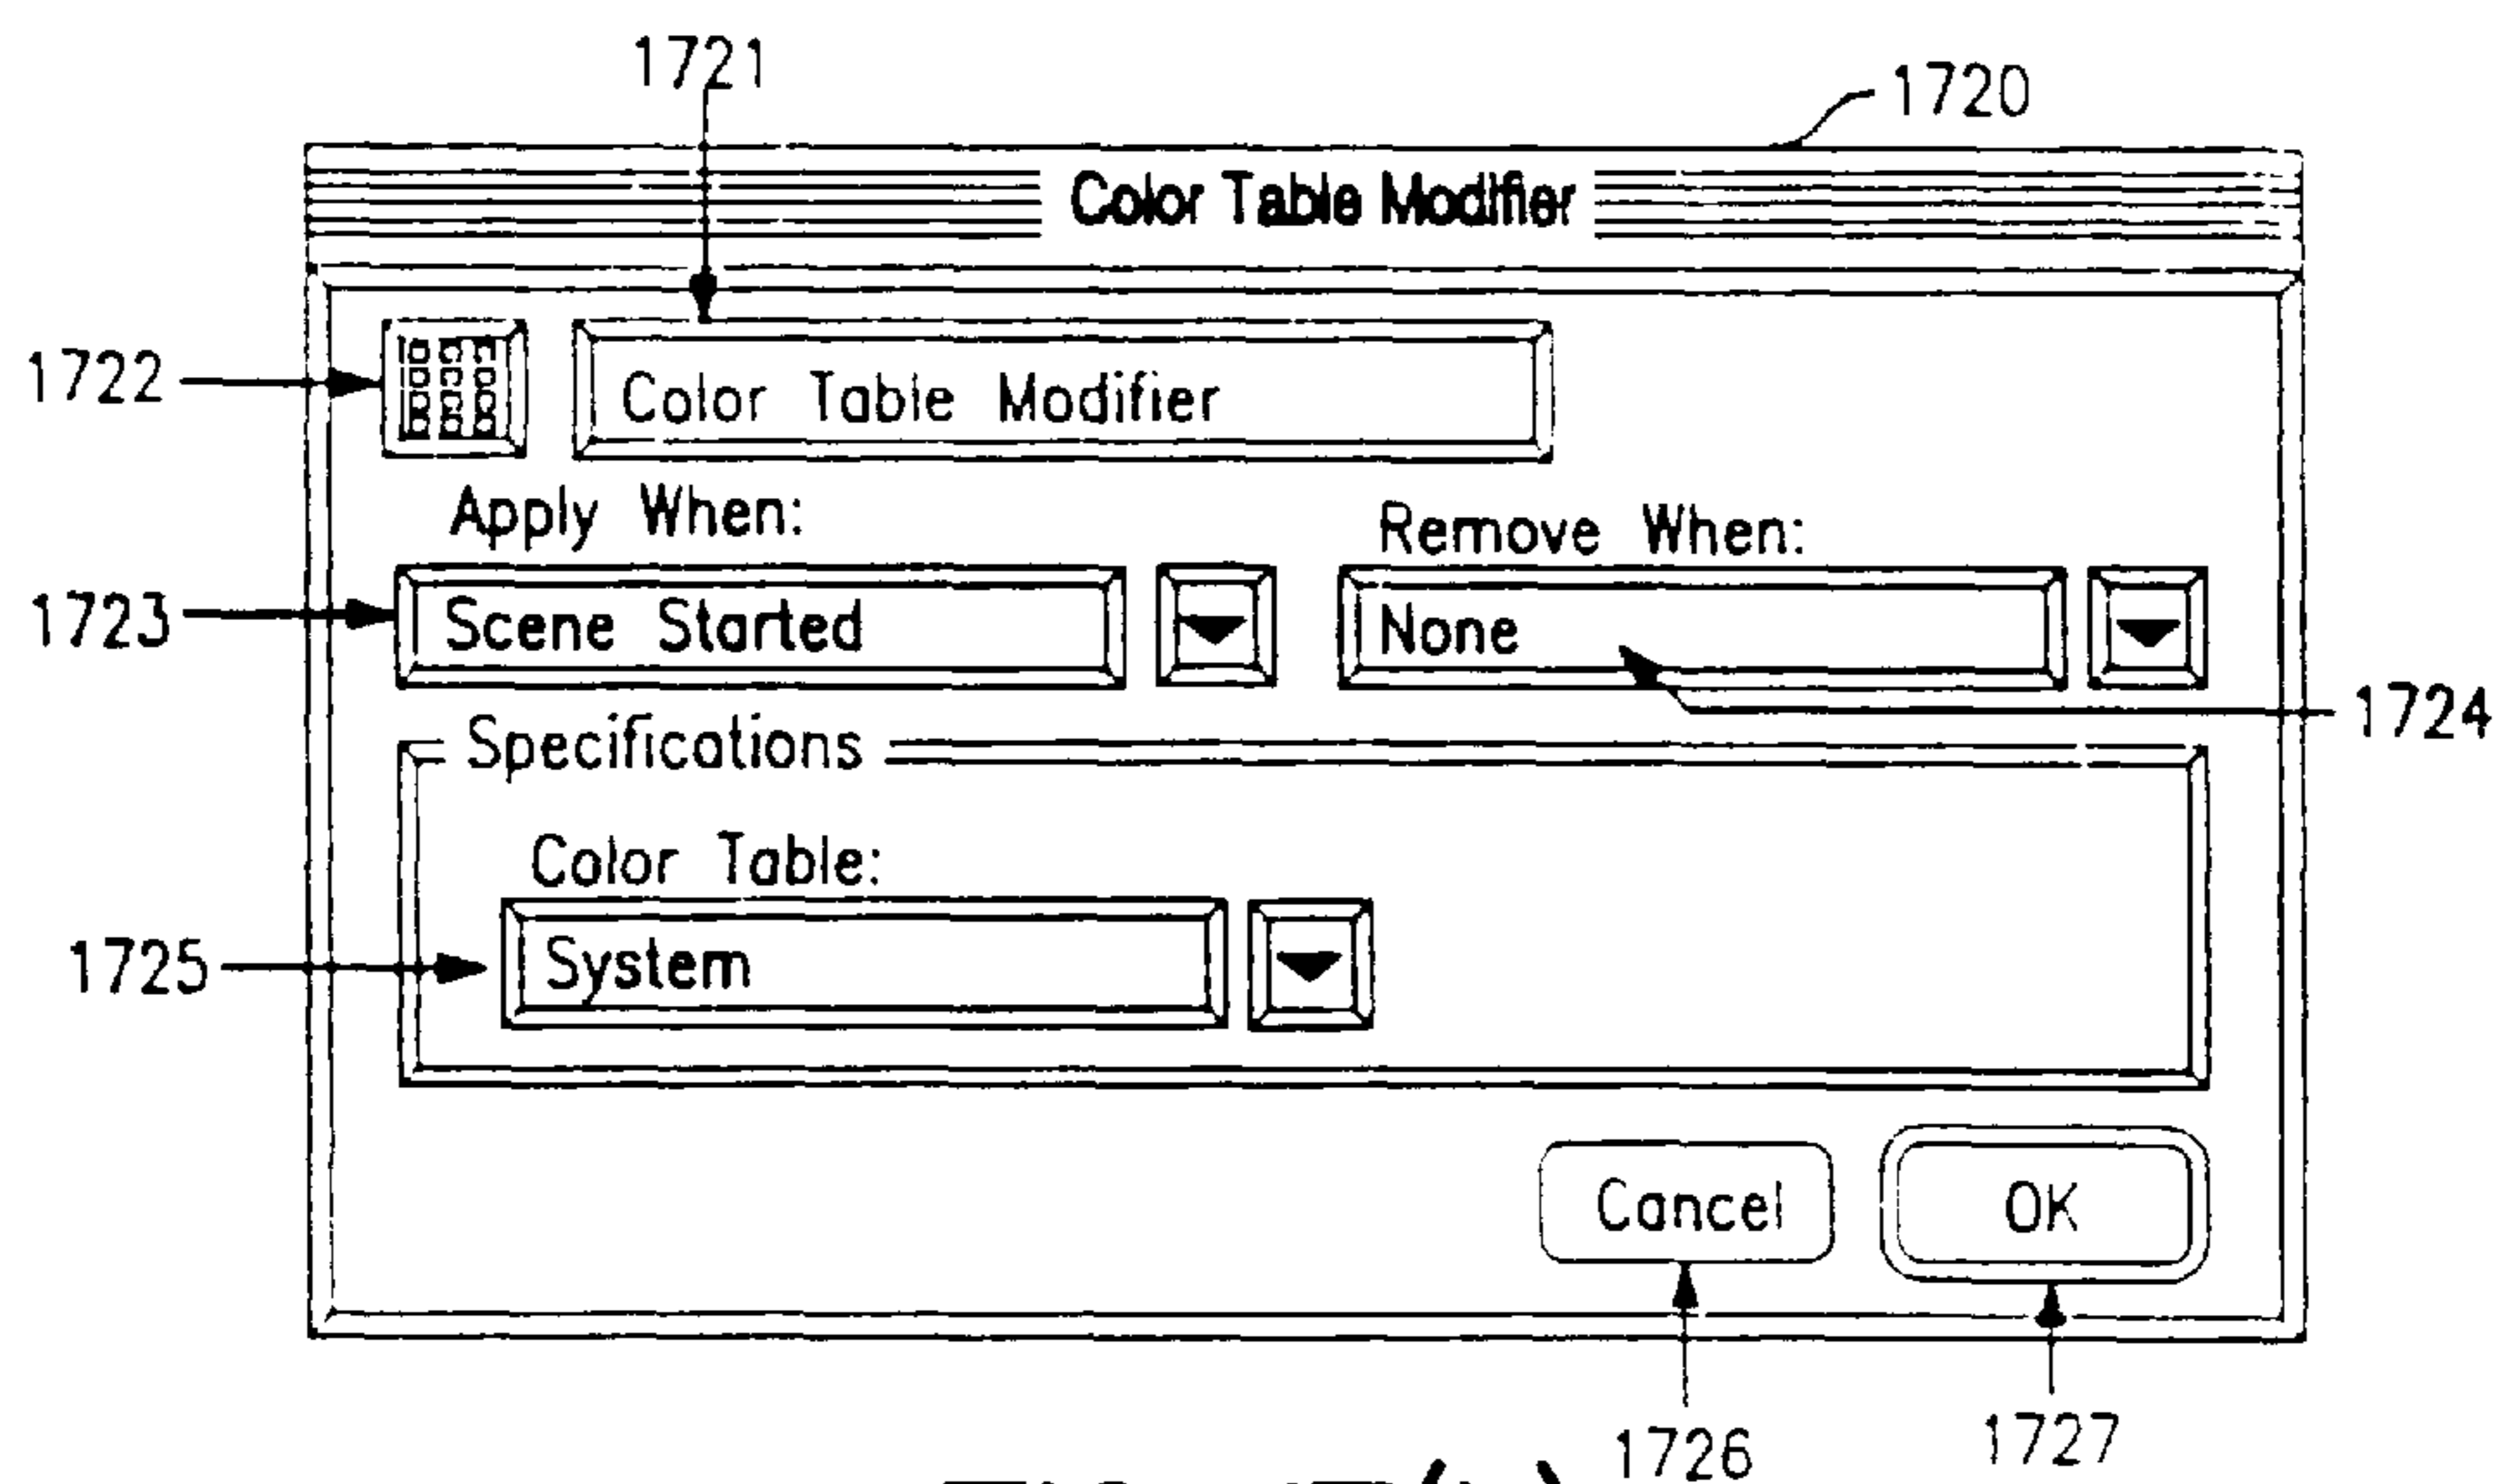 1721
1720
Color Table Modifier
1722
Color Table Modifier
Apply When:
Remove When:
1723
Scene Started
None
1724
Specifications
Color Table:
1725
System
Cancel
OK
1726
1727